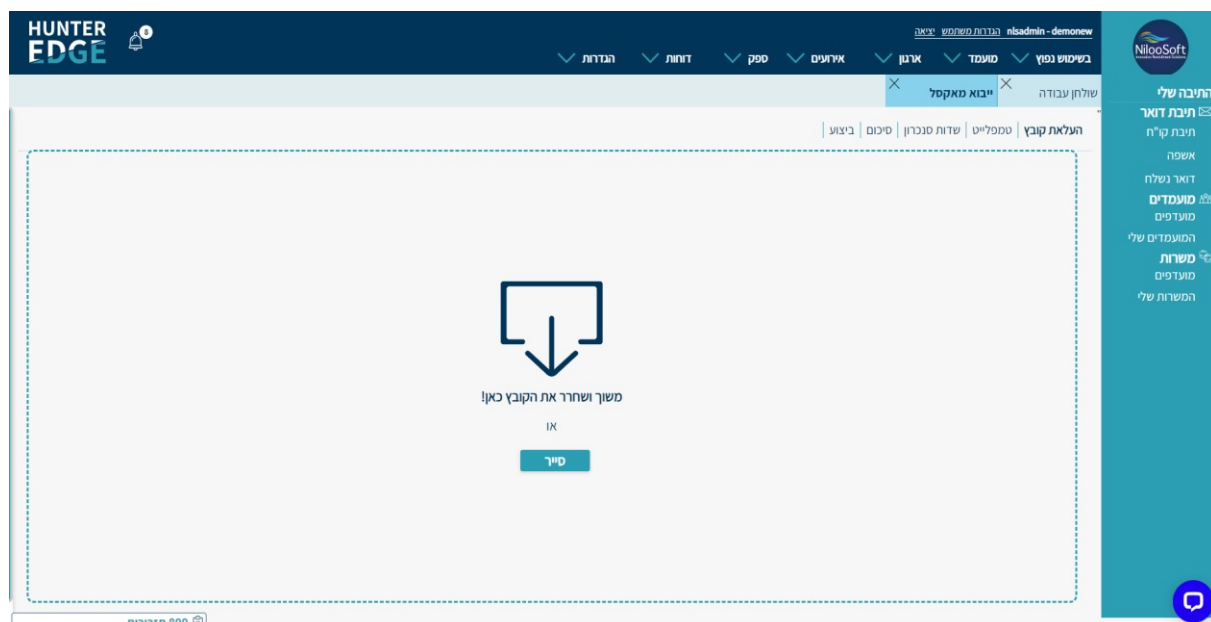 HUNTER
EDGE
8
nlsadmin - demonew הגדרות משתמש יציאה
NilooSoft
בשימוש נפוץ מועמד ארגון אירועים ספק דוחות הגדרות
שולחן עבודה ייבוא מאקסל
העלאת קובץ | טמפלייט | שדות סנכרון | סיכום | ביצוע |
התיבה שלי
תיבת דואר
תיבת קו"ח
אשפה
דואר נשלח
מועמדים
מועדפים
המועמדים שלי
משרות
מועדפים
המשרות שלי
משוך ושחרר את הקובץ כאן!
או
סייר